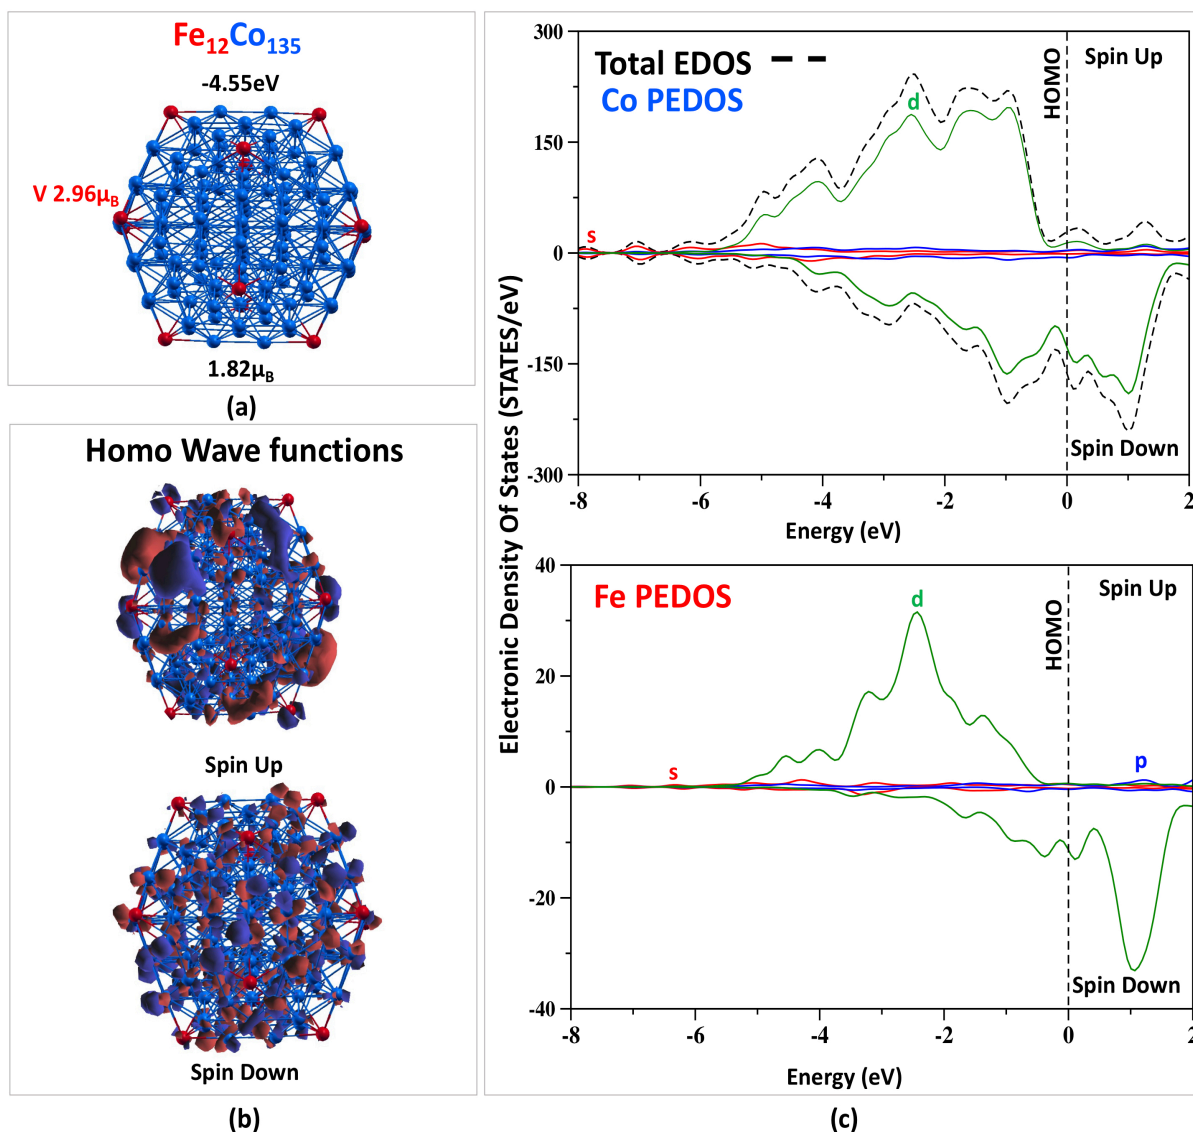 Fe12Co135
-4.55eV
V 2.96μB
1.82μB
(a)
Homo Wave functions
Spin Up
Spin Down
(b)
Electronic Density Of States (STATES/eV)
300
150
0
-150
-300
Total EDOS
Co PEDOS
d
s
HOMO
Spin Up
Spin Down
-8
-6
-4
-2
0
2
Energy (eV)
40
20
0
-20
-40
Fe PEDOS
d
s
p
HOMO
Spin Up
Spin Down
-8
-6
-4
-2
0
2
Energy (eV)
(c)